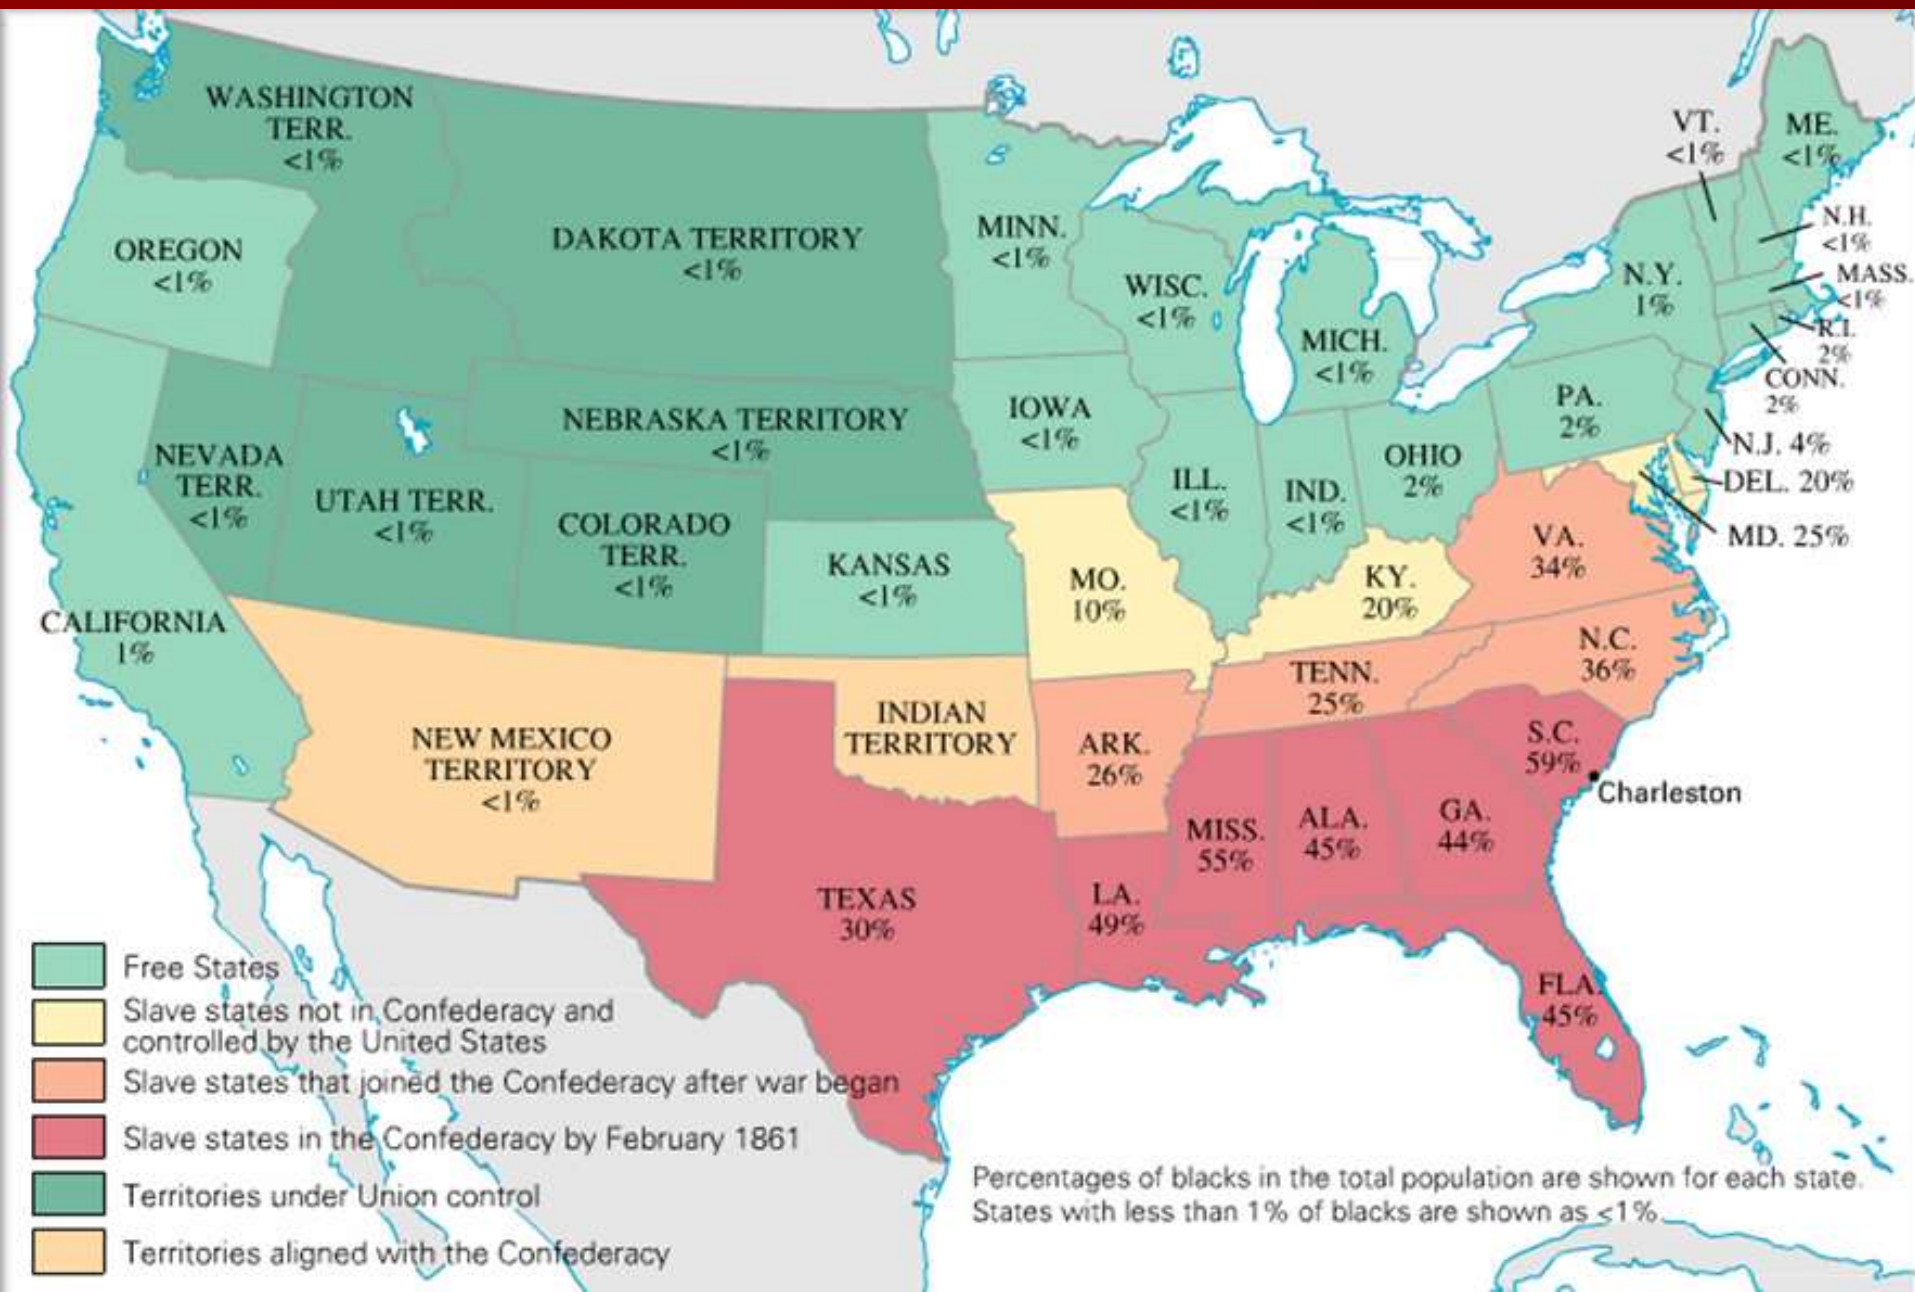 WASHINGTON
TERR.
<1%
VT.
<1%
ME.
<1%
OREGON
<1%
DAKOTA TERRITORY
<1%
MINN.
<1%
N.H.
<1%
WISC.
<1%
N.Y.
1%
MASS.
<1%
MICH.
<1%
R.I.
2%
CONN.
2%
NEBRASKA TERRITORY
<1%
IOWA
<1%
PA.
2%
N.J. 4%
NEVADA
TERR.
<1%
UTAH TERR.
<1%
COLORADO
TERR.
<1%
ILL.
<1%
IND.
<1%
OHIO
2%
DEL. 20%
MD. 25%
KANSAS
<1%
MO.
10%
KY.
20%
VA.
34%
CALIFORNIA
1%
N.C.
36%
TENN.
25%
NEW MEXICO
TERRITORY
<1%
INDIAN
TERRITORY
ARK.
26%
S.C.
59%
Charleston
MISS.
55%
ALA.
45%
GA.
44%
TEXAS
30%
LA.
49%
FLA.
45%
Free States
Slave states not in Confederacy and
controlled by the United States
Slave states that joined the Confederacy after war began
Slave states in the Confederacy by February 1861
Territories under Union control
Territories aligned with the Confederacy
Percentages of blacks in the total population are shown for each state.
States with less than 1% of blacks are shown as <1%.